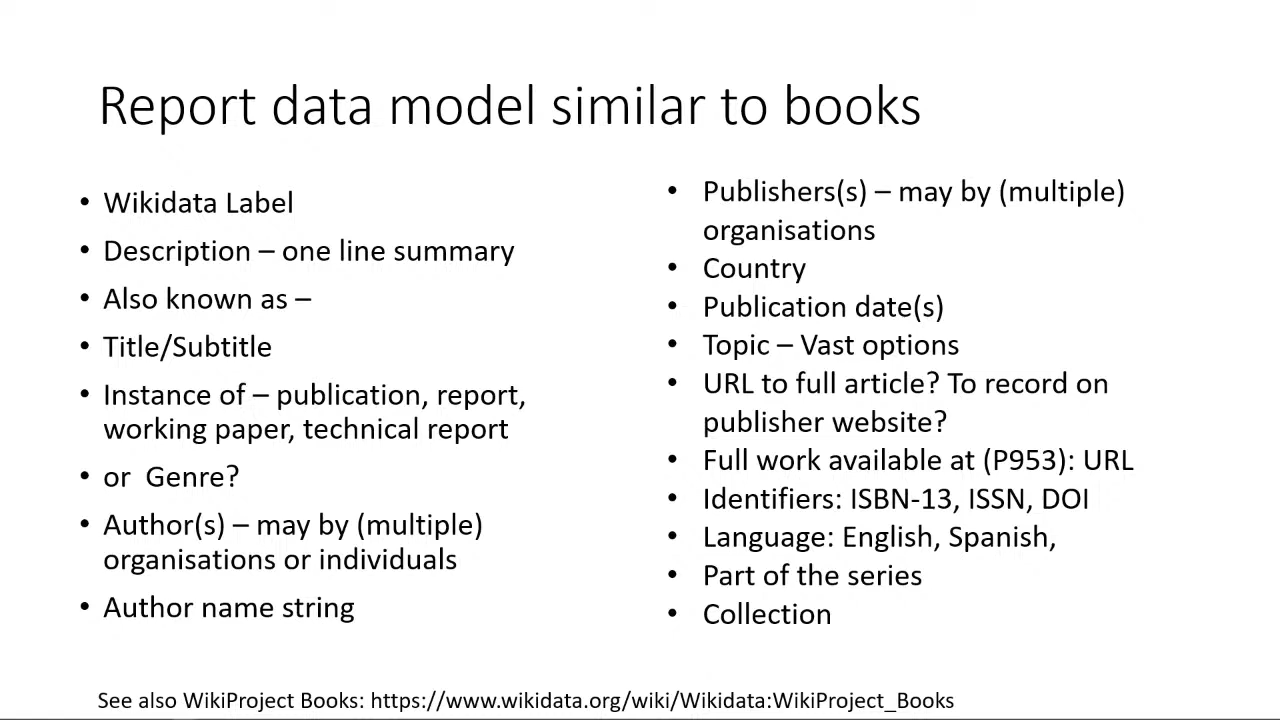 Report data model similar to books
• Wikidata Label
• Description – one line summary
• Also known as –
• Title/Subtitle
• Instance of – publication, report,
working paper, technical report
• or  Genre?
• Author(s) – may by (multiple)
organisations or individuals
• Author name string
• Publishers(s) – may by (multiple)
organisations
• Country
• Publication date(s)
• Topic – Vast options
• URL to full article? To record on
publisher website?
• Full work available at (P953): URL
• Identifiers: ISBN-13, ISSN, DOI
• Language: English, Spanish,
• Part of the series
• Collection
See also WikiProject Books: https://www.wikidata.org/wiki/Wikidata:WikiProject_Books